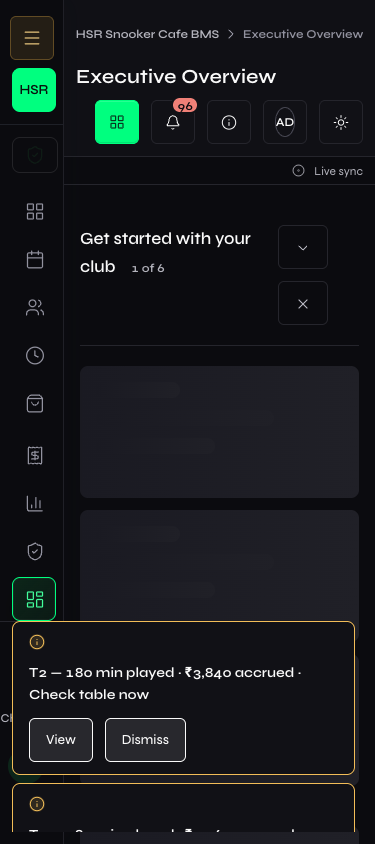 HSR
HSR Snooker Cafe BMS > Executive Overview
Executive Overview
96
AD
Live sync
Get started with your
club 1 of 6
T2 — 180 min played · ₹3,840 accrued ·
Check table now
View Dismiss